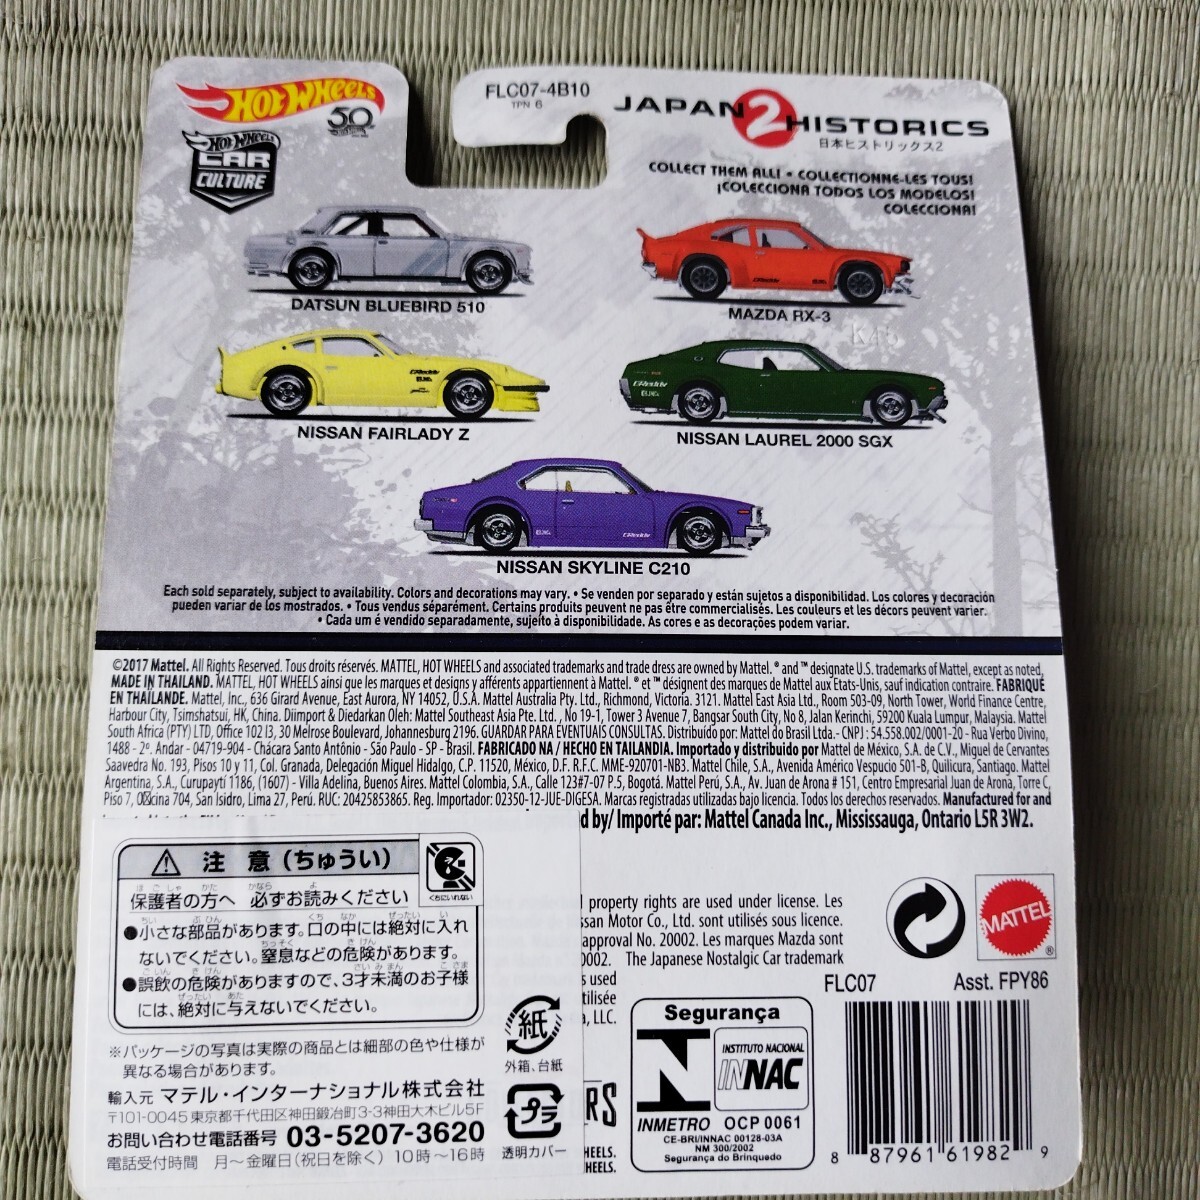 HOT WHEELS
50
HOT WHEELS
CAR
CULTURE
FLC07-4B10
TPN 6
JAPAN 2 HISTORICS
日本ヒストリックス2
COLLECT THEM ALL! • COLLECTIONNE-LES TOUS!
¡COLECCIONA TODOS LOS MODELOS!
COLECCIONA!
DATSUN BLUEBIRD 510
MAZDA RX-3
K45
NISSAN FAIRLADY Z
NISSAN LAUREL 2000 SGX
NISSAN SKYLINE C210
Each sold separately, subject to availability. Colors and decorations may vary. • Se venden por separado y están sujetos a disponibilidad. Los colores y decoración
pueden variar de los mostrados. • Tous vendus séparément. Certains produits peuvent ne pas être commercialisés. Les couleurs et les décors peuvent varier.
• Cada um é vendido separadamente, sujeito à disponibilidade. As cores e as decorações podem variar.
©2017 Mattel. All Rights Reserved. Tous droits réservés. MATTEL, HOT WHEELS and associated trademarks and trade dress are owned by Mattel. ® and ™ designate U.S. trademarks of Mattel, except as noted.
MADE IN THAILAND. MATTEL, HOT WHEELS ainsi que les marques et designs y afférents appartiennent à Mattel. ® et ™ désignent des marques de Mattel aux États-Unis, sauf indication contraire. FABRIQUÉ
EN THAÏLANDE. Mattel, Inc., 636 Girard Avenue, East Aurora, NY 14052, U.S.A. Mattel Australia Pty. Ltd., Richmond, Victoria. 3121. Mattel East Asia Ltd., Room 503-09, North Tower, World Finance Centre,
Harbour City, Tsimshatsui, HK, China. Diimport & Diedarkan Oleh: Mattel Southeast Asia Pte. Ltd., No 19-1, Tower 3 Avenue 7, Bangsar South City, No 8, Jalan Kerinchi, 59200 Kuala Lumpur, Malaysia. Mattel
South Africa (PTY) LTD, Office 102 I3, 30 Melrose Boulevard, Johannesburg 2196. GUARDAR PARA EVENTUAIS CONSULTAS. Distribuído por: Mattel do Brasil Ltda.- CNPJ : 54.558.002/0001-20 - Rua Verbo Divino,
1488 - 2º. Andar - 04719-904 - Chácara Santo Antônio - São Paulo - SP - Brasil. FABRICADO NA / HECHO EN TAILANDIA. Importado y distribuido por Mattel de México, S.A. de C.V., Miguel de Cervantes
Saavedra No. 193, Pisos 10 y 11, Col. Granada, Delegación Miguel Hidalgo, C.P. 11520, México, D.F. R.F.C. MME-920701-NB3. Mattel Chile, S.A., Avenida Américo Vespucio 501-B, Quilicura, Santiago. Mattel
Argentina, S.A., Curupaytí 1186, (1607) - Villa Adelina, Buenos Aires. Mattel Colombia, S.A., Calle 123#7-07 P.5, Bogotá. Mattel Perú, S.A., Av. Juan de Arona # 151, Centro Empresarial Juan de Arona, Torre C,
Piso 7, Oficina 704, San Isidro, Lima 27, Perú. RUC: 20425853865. Reg. Importador: 02350-12-JUE-DIGESA. Marcas registradas utilizadas bajo licencia. Todos los derechos reservados. Manufactured for and
d by/ Importé par: Mattel Canada Inc., Mississauga, Ontario L5R 3W2.
注意(ちゅうい)
くちにいれない
保護者の方へ 必ずお読みください
●小さな部品があります。口の中には絶対に入れ
ないでください。窒息などの危険があります。
●誤飲の危険がありますので、3才未満のお子様
には、絶対に与えないでください。
※パッケージの写真は実際の商品とは細部の色や仕様が
異なる場合があります。
輸入元 マテル・インターナショナル株式会社
〒101-0045 東京都千代田区神田鍛冶町3-3神田大木ビル5F
お問い合わせ電話番号 03-5207-3620
電話受付時間 月〜金曜日(祝日を除く) 10時〜16時
紙
外箱、台紙
プラ
透明カバー
property rights are used under license. Les
ssan Motor Co., Ltd. sont utilisés sous licence.
approval No. 20002. Les marques Mazda sont
0002. The Japanese Nostalgic Car trademark
s used
tilisée
, LLC.
RS
HEELS.
HEELS.
MATTEL
FLC07
Asst. FPY86
Segurança
INSTITUTO NACIONAL
INNAC
INMETRO OCP 0061
CE-BRI/INNAC 00128-03A
NM 300/2002
Segurança do Brinquedo
8 87961 61982 9